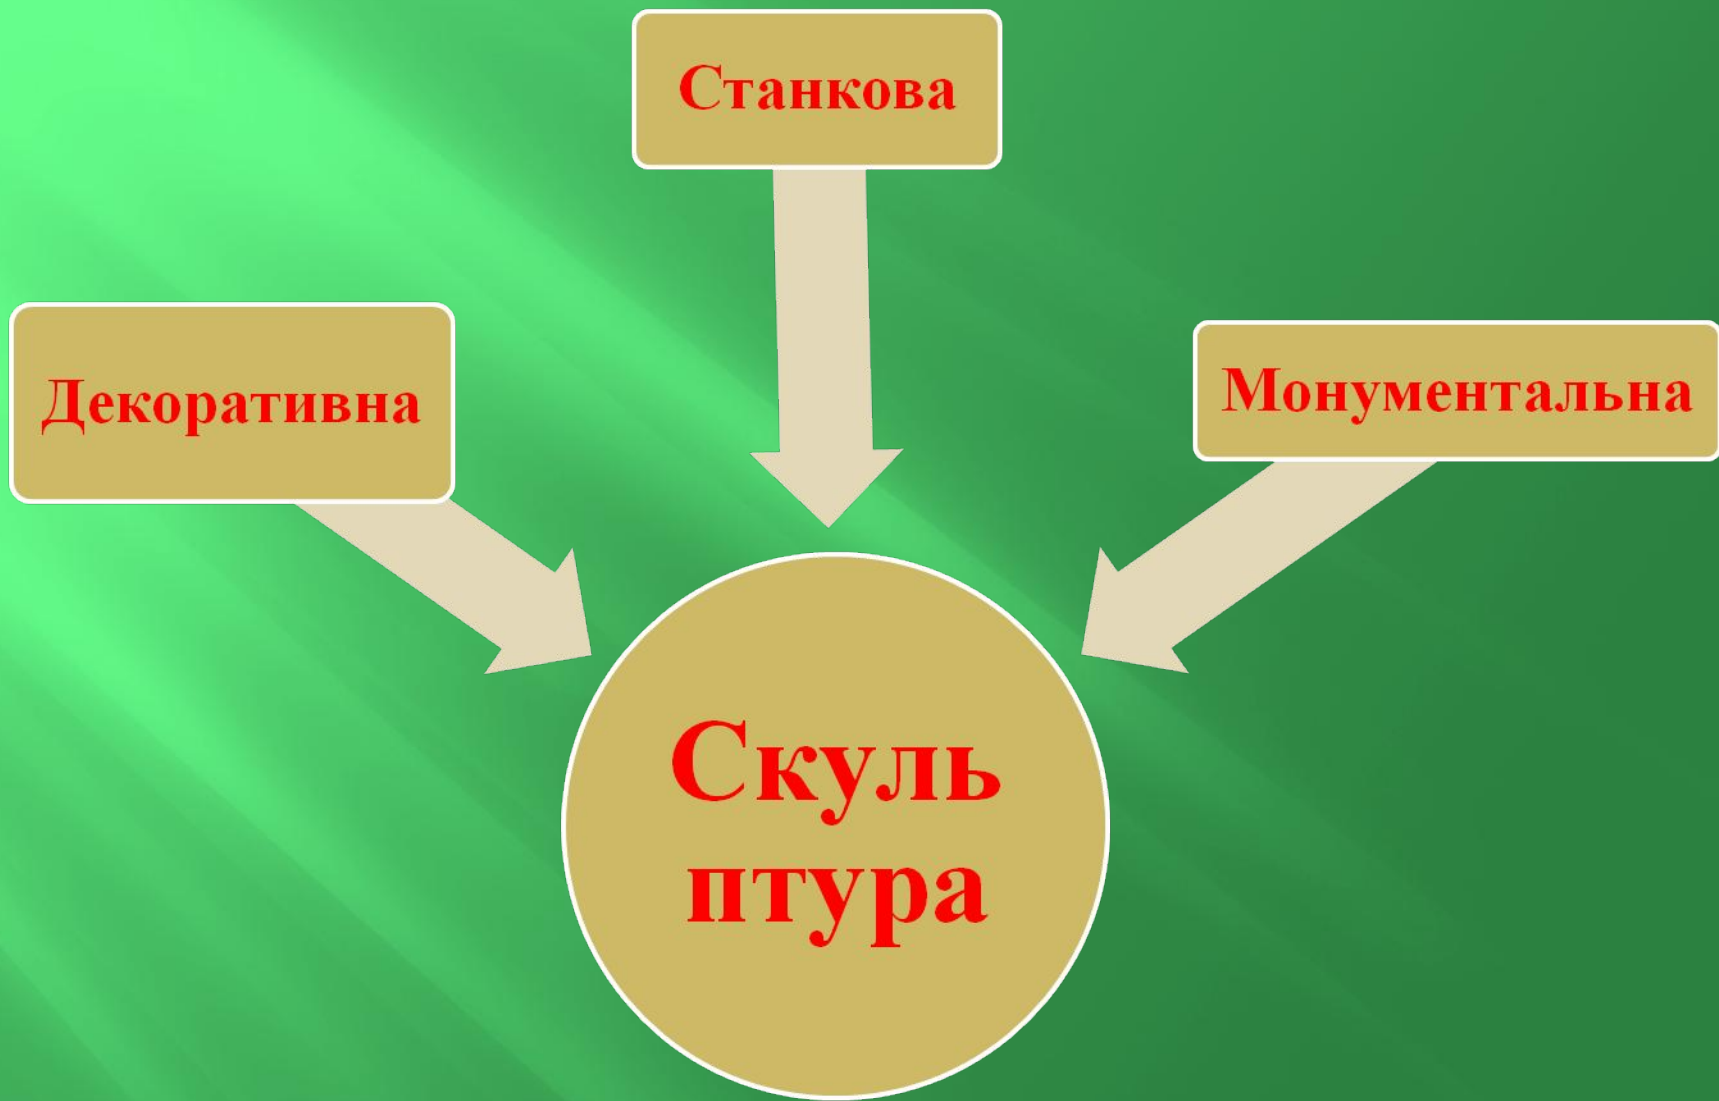 Станкова
Декоративна
Монументальна
Скуль
птура